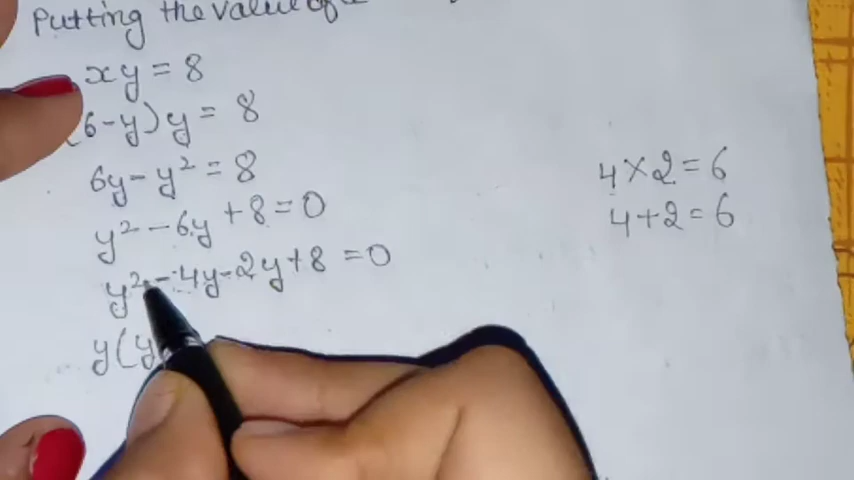 Putting the value of
xy = 8
(6-y)y = 8
6y - y² = 8
y² - 6y + 8 = 0
y² - 4y - 2y + 8 = 0
y(y
4 × 2 = 6
4 + 2 = 6